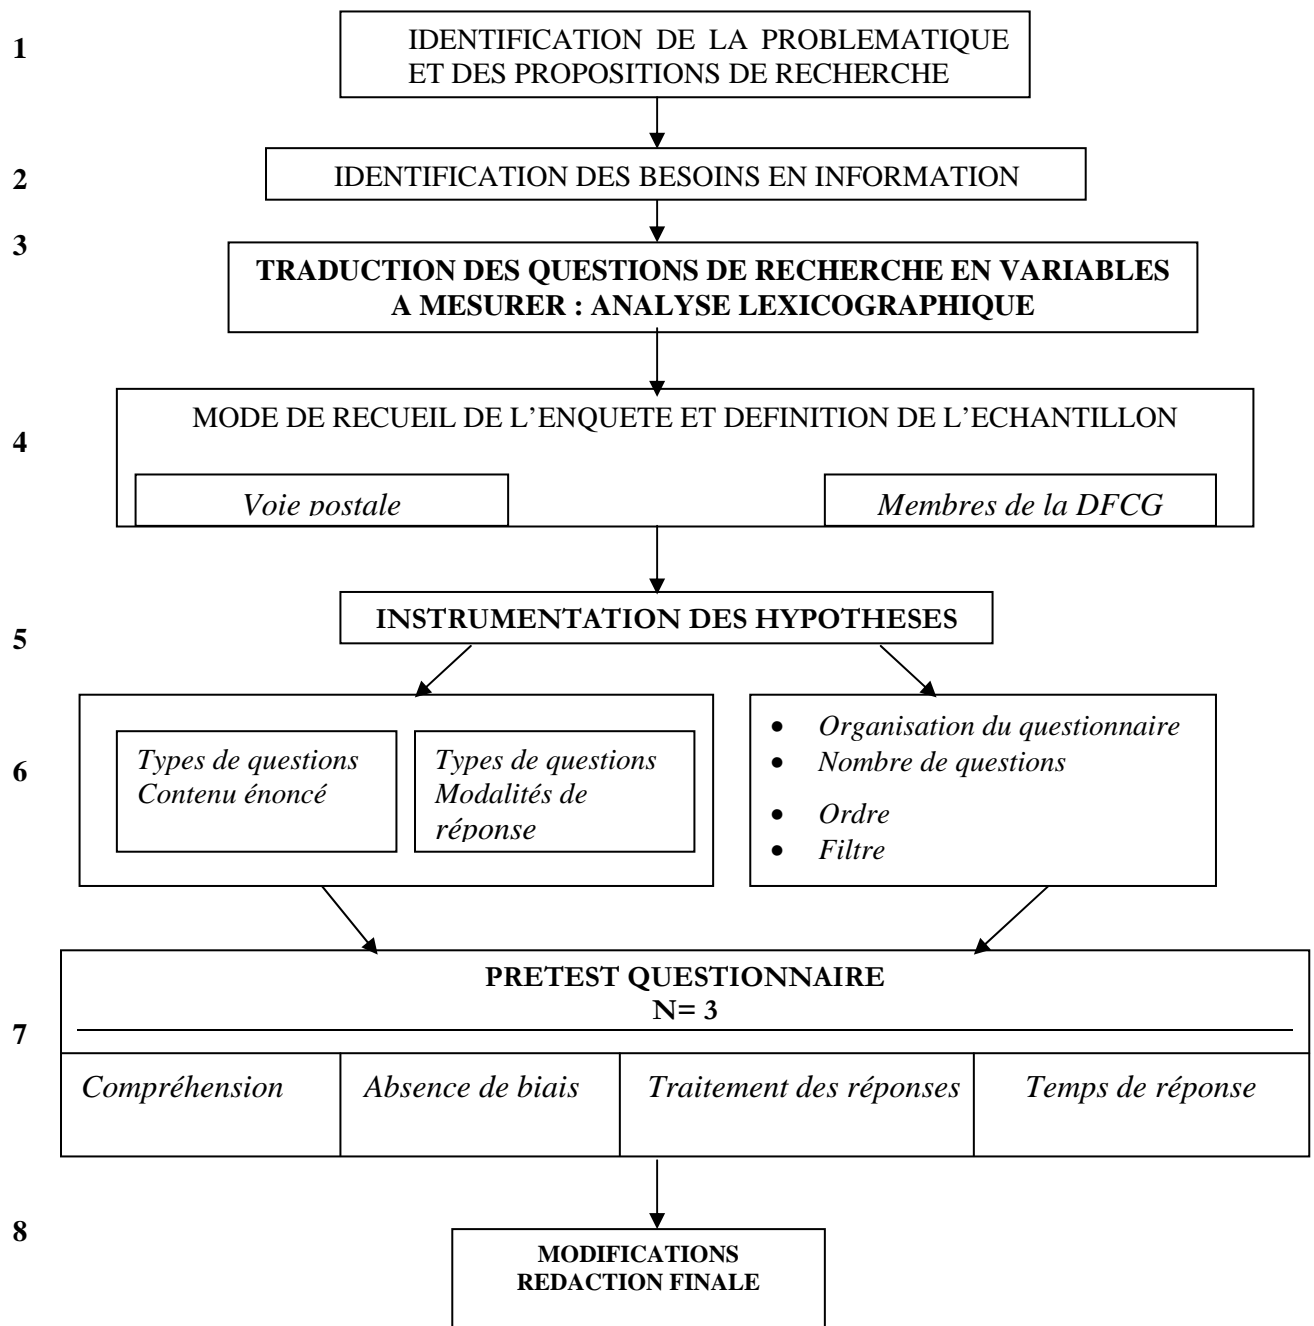 1
IDENTIFICATION DE LA PROBLEMATIQUE
ET DES PROPOSITIONS DE RECHERCHE
2
IDENTIFICATION DES BESOINS EN INFORMATION
3
TRADUCTION DES QUESTIONS DE RECHERCHE EN VARIABLES
A MESURER : ANALYSE LEXICOGRAPHIQUE
4
MODE DE RECUEIL DE L’ENQUETE ET DEFINITION DE L’ECHANTILLON
Voie postale
Membres de la DFCG
5
INSTRUMENTATION DES HYPOTHESES
6
Types de questions
Contenu énoncé
Types de questions
Modalités de
réponse
• Organisation du questionnaire
• Nombre de questions
• Ordre
• Filtre
7
PRETEST QUESTIONNAIRE
N= 3
Compréhension
Absence de biais
Traitement des réponses
Temps de réponse
8
MODIFICATIONS
REDACTION FINALE